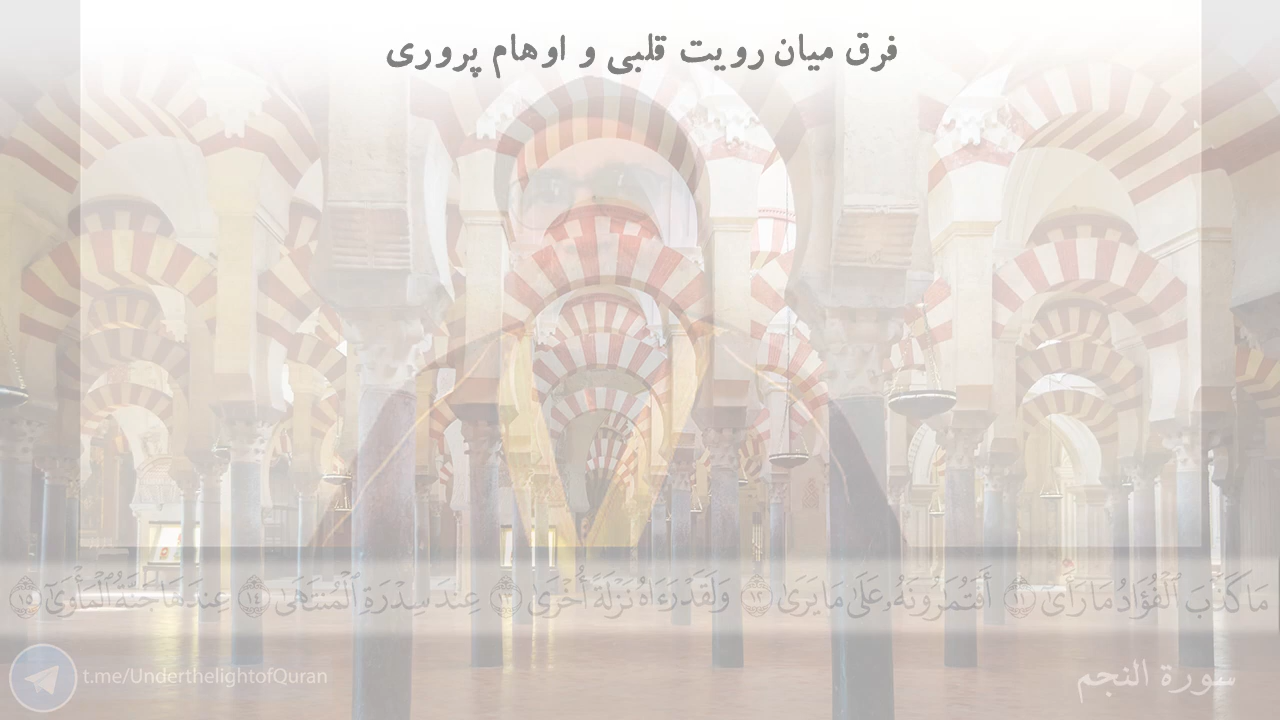 فرق میان رویت قلبی و اوهام پروری
مَا كَذَبَ ٱلْفُؤَادُ مَا رَأَىٰٓ ١١ أَفَتُمَٰرُونَهُۥ عَلَىٰ مَا يَرَىٰ ١٢ وَلَقَدْ رَءَاهُ نَزْلَةً أُخْرَىٰ ١٣ عِندَ سِدْرَةِ ٱلْمُنتَهَىٰ ١٤ عِندَهَا جَنَّةُ ٱلْمَأْوَىٰٓ ١٥
t.me/UnderthelightofQuran
سورة النجم